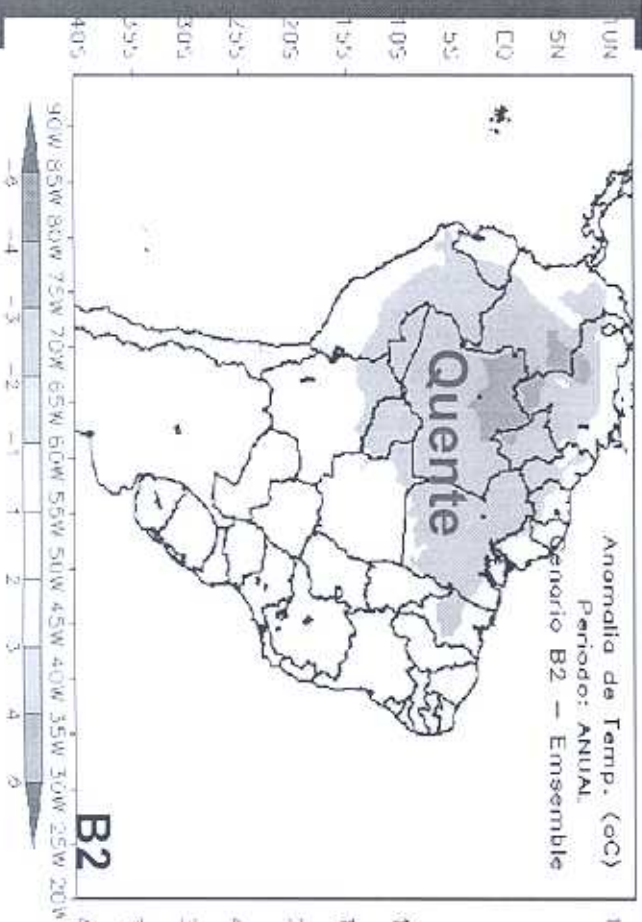 Anomalia de Temp. (oC)
Periodo: ANUAL
Cenario B2 – Emsemble
Quente
B2
5N
EQ
5S
10S
15S
20S
25S
30S
35S
40S
90W 85W 80W 75W 70W 65W 60W 55W 50W 45W 40W 35W 30W 25W 20W
-6 -4 -3 -2 -1 1 2 3 4 6